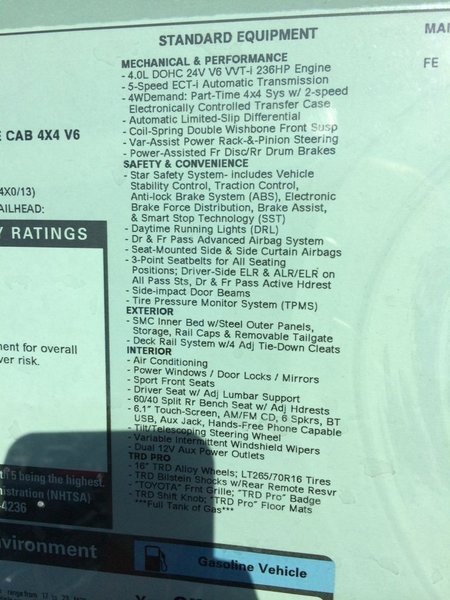 STANDARD EQUIPMENT
MAN
FE
MECHANICAL & PERFORMANCE
- 4.0L DOHC 24V V6 VVT-i 236HP Engine
- 5-Speed ECT-i Automatic Transmission
- 4WDemand: Part-Time 4x4 Sys w/ 2-speed
Electronically Controlled Transfer Case
- Automatic Limited-Slip Differential
- Coil-Spring Double Wishbone Front Susp
- Var-Assist Power Rack-&-Pinion Steering
- Power-Assisted Fr Disc/Rr Drum Brakes
SAFETY & CONVENIENCE
- Star Safety System- includes Vehicle
Stability Control, Traction Control,
Anti-lock Brake System (ABS), Electronic
Brake Force Distribution, Brake Assist,
& Smart Stop Technology (SST)
- Daytime Running Lights (DRL)
- Dr & Fr Pass Advanced Airbag System
- Seat-Mounted Side & Side Curtain Airbags
- 3-Point Seatbelts for All Seating
Positions; Driver-Side ELR & ALR/ELR on
All Pass Sts, Dr & Fr Pass Active Hdrest
- Side-impact Door Beams
- Tire Pressure Monitor System (TPMS)
EXTERIOR
- SMC Inner Bed w/Steel Outer Panels,
Storage, Rail Caps & Removable Tailgate
- Deck Rail System w/4 Adj Tie-Down Cleats
INTERIOR
- Air Conditioning
- Power Windows / Door Locks / Mirrors
- Sport Front Seats
- Driver Seat w/ Adj Lumbar Support
- 60/40 Split Rr Bench Seat w/ Adj Hdrests
- 6.1" Touch-Screen, AM/FM CD, 6 Spkrs, BT
USB, Aux Jack, Hands-Free Phone Capable
- Tilt/Telescoping Steering Wheel
- Variable Intermittent Windshield Wipers
- Dual 12V Aux Power Outlets
TRD PRO
- 16" TRD Alloy Wheels; LT265/70R16 Tires
- TRD Bilstein Shocks w/Rear Remote Resvr
- "TOYOTA" Frnt Grille; "TRD Pro" Badge
- TRD Shift Knob; "TRD Pro" Floor Mats
***Full Tank of Gas***
CAB 4X4 V6
4X0/13)
AILHEAD:
Y RATINGS
ment for overall
ver risk.
5 being the highest.
nistration (NHTSA)
-4236
nvironment
Gasoline Vehicle